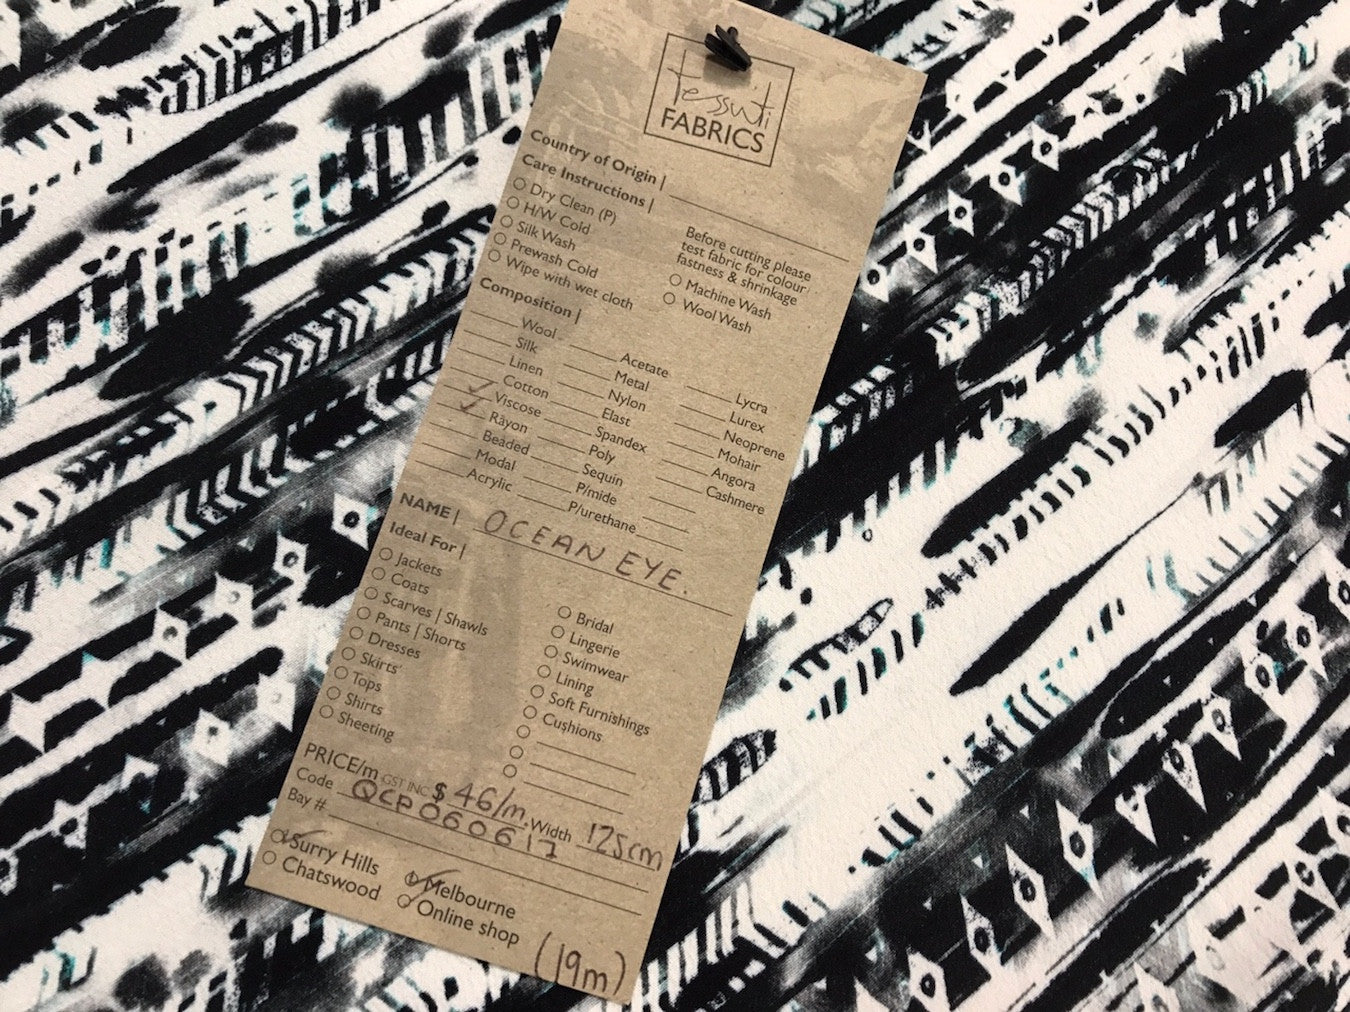 Tessuti
FABRICS
Country of Origin |
Care Instructions |
Dry Clean (P)
H/W Cold
Silk Wash
Prewash Cold
Wipe with wet cloth
Before cutting please
test fabric for colour
fastness & shrinkage
Machine Wash
Wool Wash
Composition |
Wool
Silk
Linen
Cotton
Viscose
Rayon
Beaded
Modal
Acrylic
Acetate
Metal
Nylon
Elast
Spandex
Poly
Sequin
P/mide
P/urethane
Lycra
Lurex
Neoprene
Mohair
Angora
Cashmere
NAME | OCEAN EYE.
Ideal For |
Jackets
Coats
Scarves | Shawls
Pants | Shorts
Dresses
Skirts
Tops
Shirts
Sheeting
Bridal
Lingerie
Swimwear
Lining
Soft Furnishings
Cushions
PRICE/m GST INC $ 46/m. Width 125cm
Code QCP060617
Bay #
Surry Hills
Chatswood
Melbourne
Online shop
(19m)